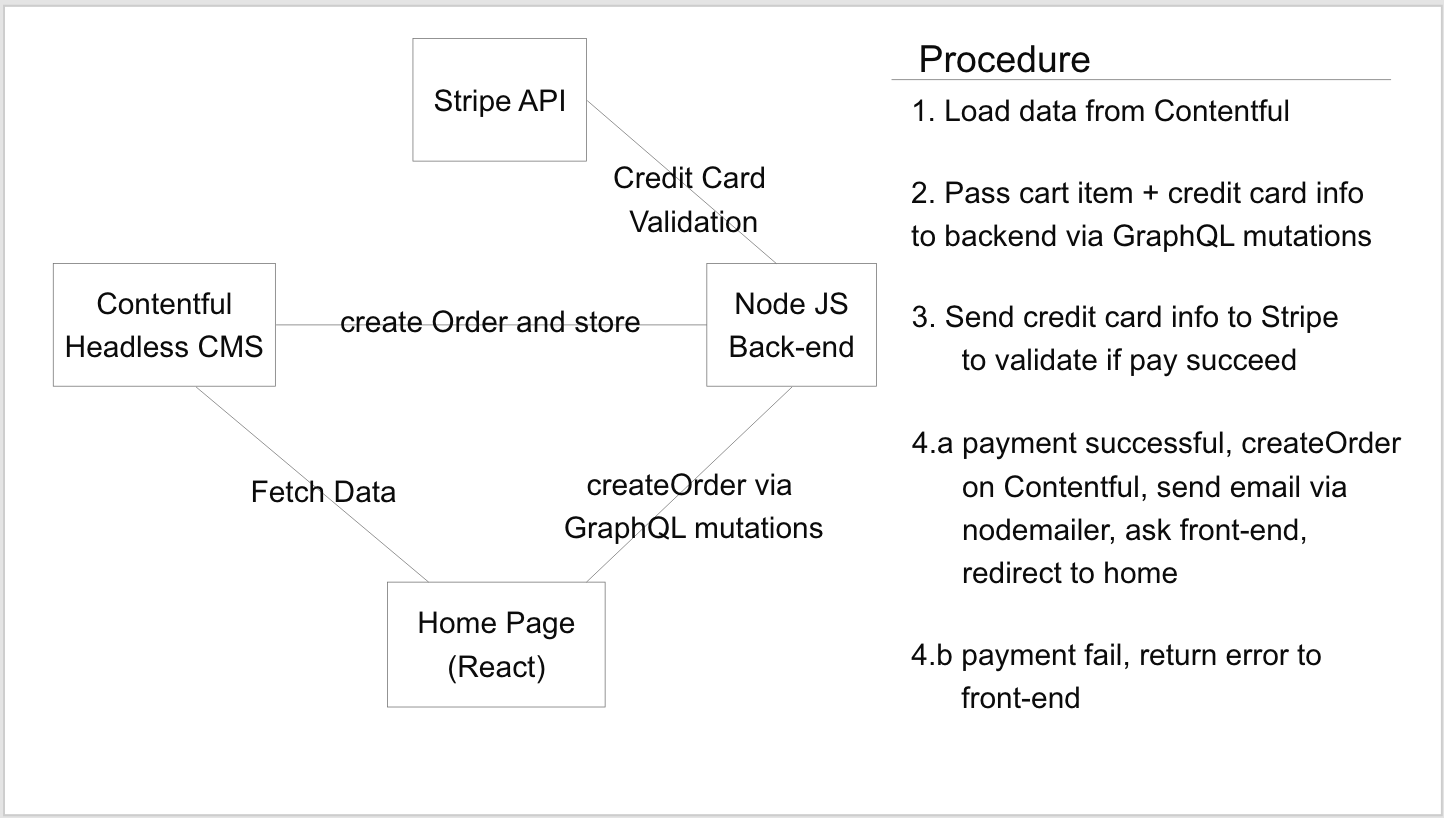 Stripe API
Credit Card
Validation
Contentful
Headless CMS
create Order and store
Node JS
Back-end
Fetch Data
createOrder via
GraphQL mutations
Home Page
(React)
Procedure
1. Load data from Contentful
2. Pass cart item + credit card info
to backend via GraphQL mutations
3. Send credit card info to Stripe
to validate if pay succeed
4.a payment successful, createOrder
on Contentful, send email via
nodemailer, ask front-end,
redirect to home
4.b payment fail, return error to
front-end